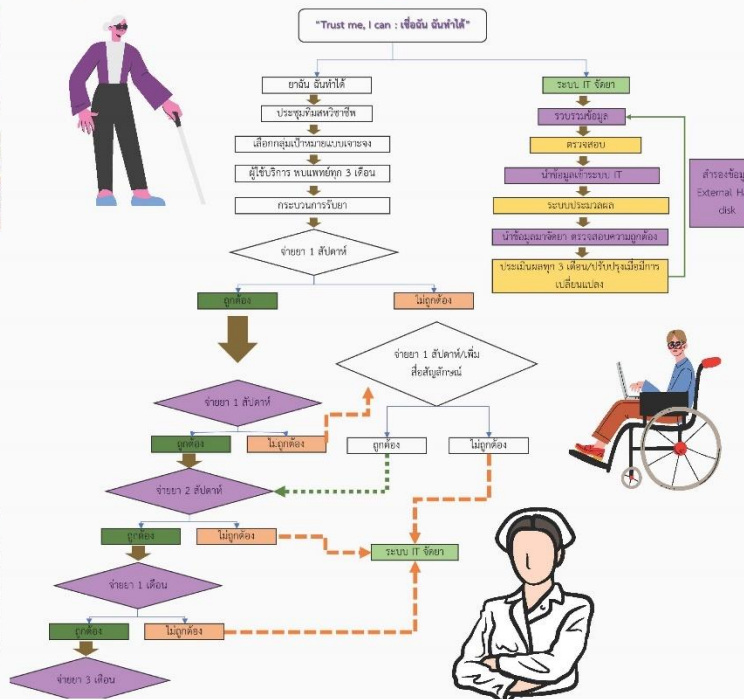 "Trust me, I can : เชื่อฉัน ฉันทำได้"
ยาฉัน ฉันทำได้
ประชุมทีมสหวิชาชีพ
เลือกกลุ่มเป้าหมายแบบเจาะจง
ผู้ใช้บริการ พบแพทย์ทุก 3 เดือน
กระบวนการรับยา
จ่ายยา 1 สัปดาห์
ถูกต้อง
ไม่ถูกต้อง
ระบบ IT จัดยา
รวบรวมข้อมูล
ตรวจสอบ
นำข้อมูลเข้าระบบ IT
ระบบประมวลผล
นำข้อมูลมาจัดยา ตรวจสอบความถูกต้อง
ประเมินผลทุก 3 เดือน/ปรับปรุงเมื่อมีการ
เปลี่ยนแปลง
สำรองข้อมูล
External Ha
disk
จ่ายยา 1 สัปดาห์/เพิ่ม
สื่อสัญลักษณ์
ถูกต้อง
ไม่ถูกต้อง
จ่ายยา 1 สัปดาห์
ถูกต้อง
ไม่ถูกต้อง
จ่ายยา 2 สัปดาห์
ถูกต้อง
ไม่ถูกต้อง
ระบบ IT จัดยา
จ่ายยา 1 เดือน
ถูกต้อง
ไม่ถูกต้อง
จ่ายยา 3 เดือน